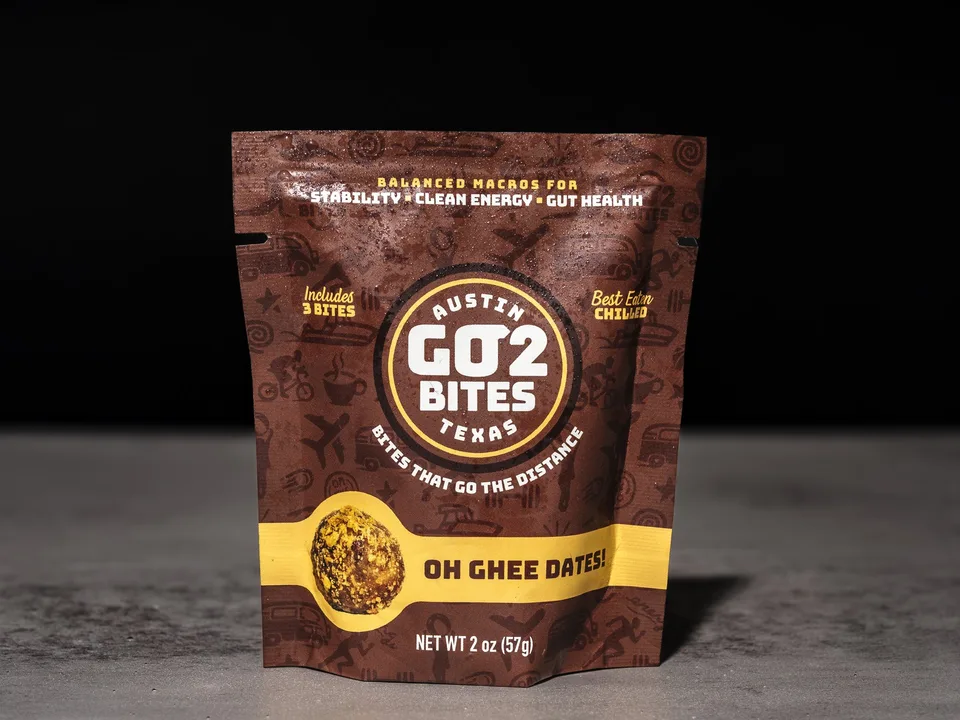 BALANCED MACROS FOR
STABILITY ▪ CLEAN ENERGY ▪ GUT HEALTH
Includes
3 BITES
Best Eaten
CHILLED
AUSTIN
GO2
BITES
TEXAS
BITES THAT GO THE DISTANCE
OH GHEE DATES!
NET WT 2 oz (57g)